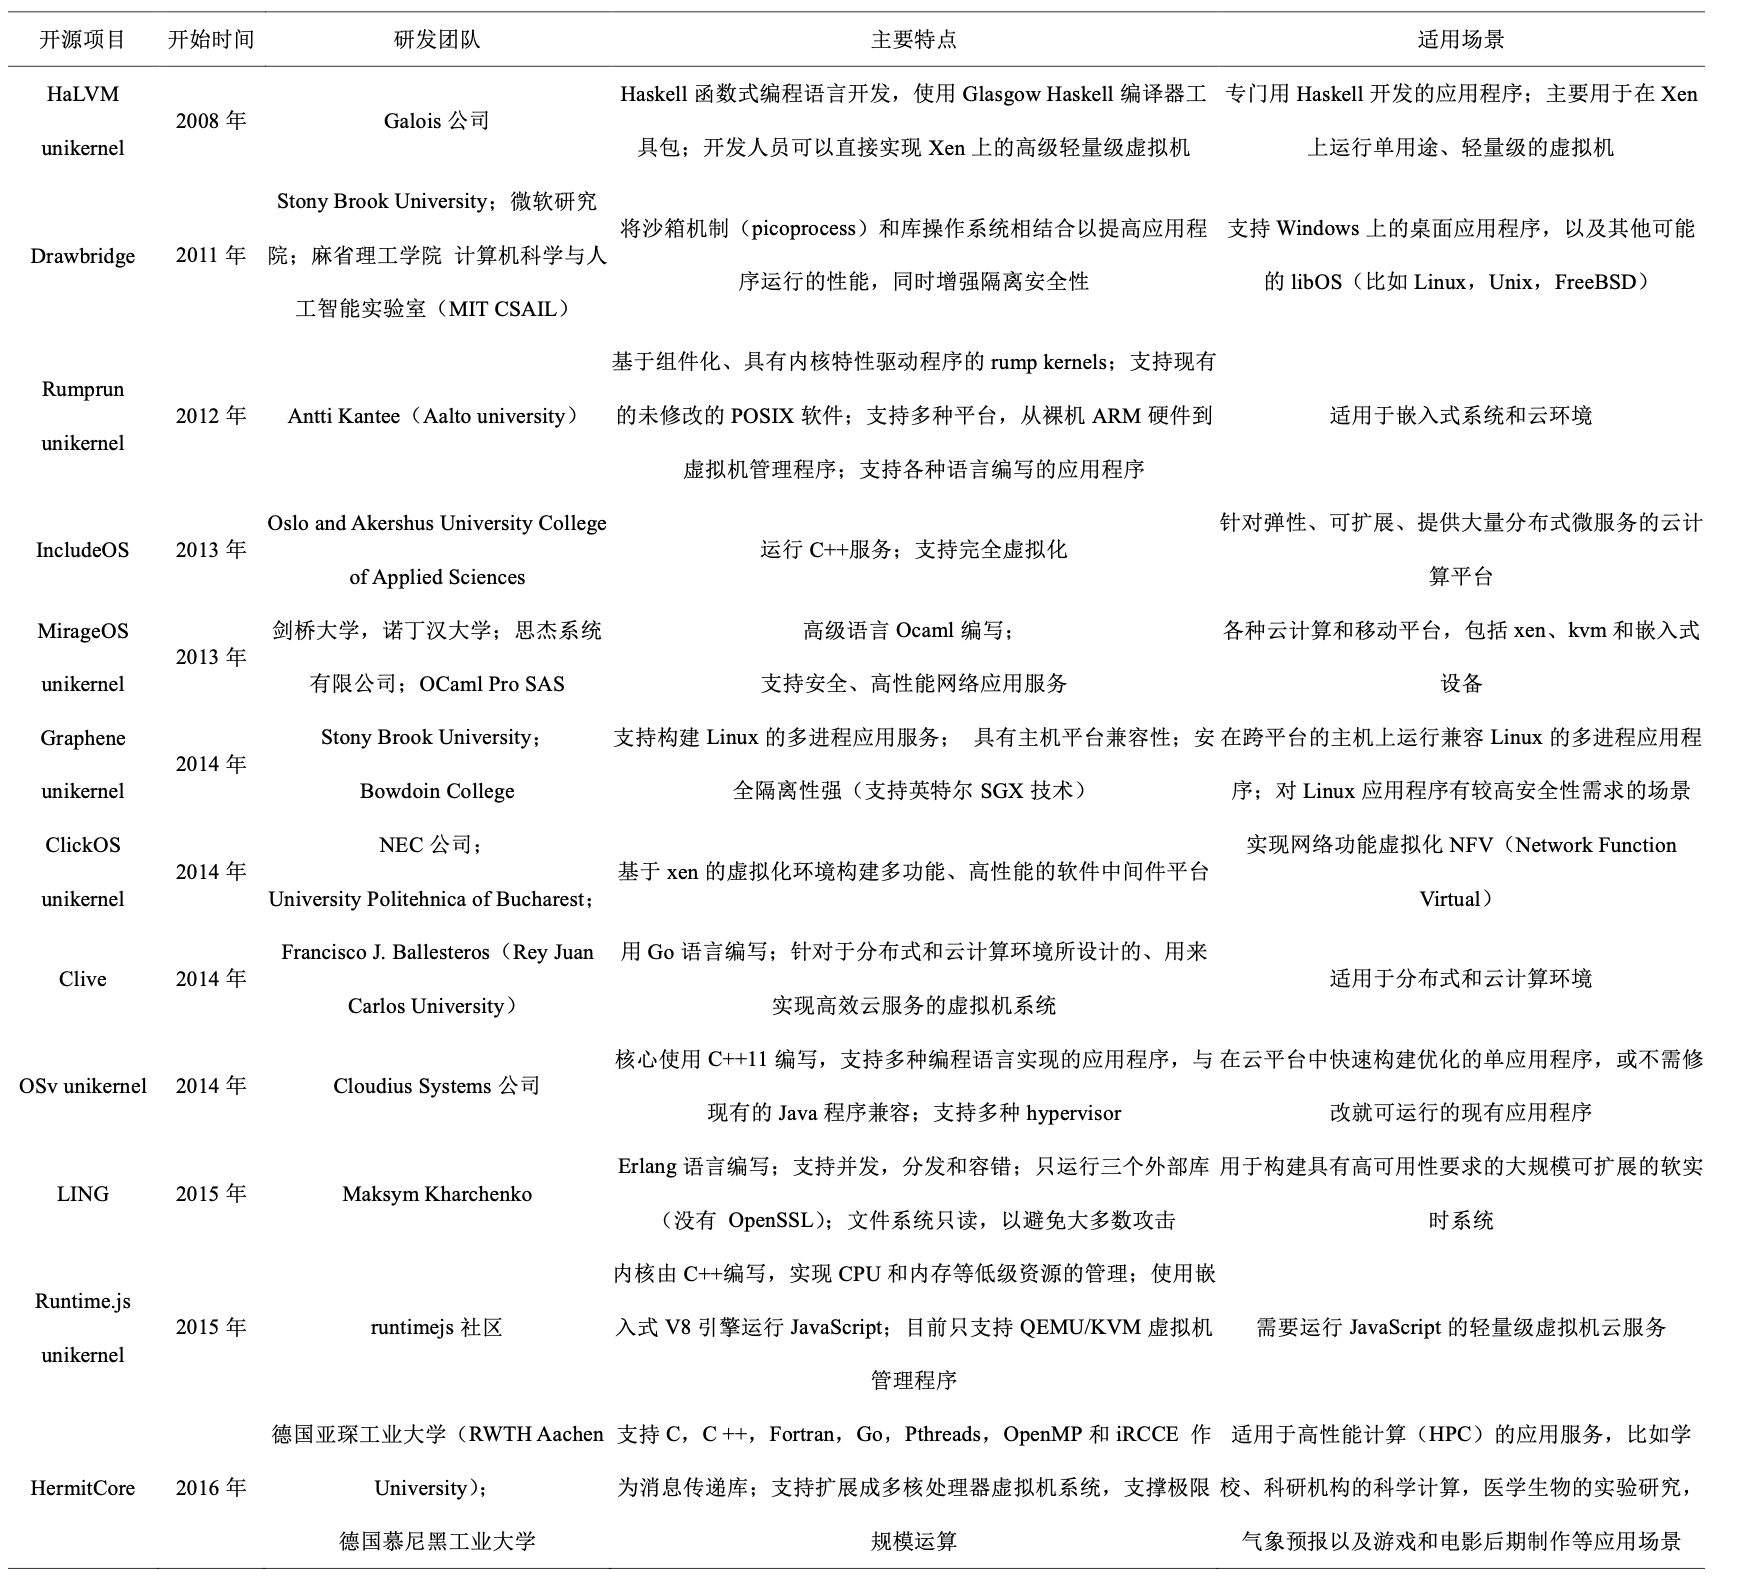 开源项目 开始时间 研发团队 主要特点 适用场景
HaLVM
unikernel
2008 年
Galois 公司
Haskell 函数式编程语言开发，使用 Glasgow Haskell 编译器工
具包；开发人员可以直接实现 Xen 上的高级轻量级虚拟机
专门用 Haskell 开发的应用程序；主要用于在 Xen
上运行单用途、轻量级的虚拟机
Drawbridge
2011 年
Stony Brook University；微软研究
院；麻省理工学院 计算机科学与人
工智能实验室（MIT CSAIL）
将沙箱机制（picoprocess）和库操作系统相结合以提高应用程
序运行的性能，同时增强隔离安全性
支持 Windows 上的桌面应用程序，以及其他可能
的 libOS（比如 Linux，Unix，FreeBSD）
Rumprun
unikernel
2012 年
Antti Kantee（Aalto university）
基于组件化、具有内核特性驱动程序的 rump kernels；支持现有
的未修改的 POSIX 软件；支持多种平台，从裸机 ARM 硬件到
虚拟机管理程序；支持各种语言编写的应用程序
适用于嵌入式系统和云环境
IncludeOS
2013 年
Oslo and Akershus University College
of Applied Sciences
运行 C++服务；支持完全虚拟化
针对弹性、可扩展、提供大量分布式微服务的云计
算平台
MirageOS
unikernel
2013 年
剑桥大学，诺丁汉大学；思杰系统
有限公司；OCaml Pro SAS
高级语言 Ocaml 编写；
支持安全、高性能网络应用服务
各种云计算和移动平台，包括 xen、kvm 和嵌入式
设备
Graphene
unikernel
2014 年
Stony Brook University；
Bowdoin College
支持构建 Linux 的多进程应用服务； 具有主机平台兼容性；安
全隔离性强（支持英特尔 SGX 技术）
在跨平台的主机上运行兼容 Linux 的多进程应用程
序；对 Linux 应用程序有较高安全性需求的场景
ClickOS
unikernel
2014 年
NEC 公司；
University Politehnica of Bucharest；
基于 xen 的虚拟化环境构建多功能、高性能的软件中间件平台
实现网络功能虚拟化 NFV（Network Function
Virtual）
Clive
2014 年
Francisco J. Ballesteros（Rey Juan
Carlos University）
用 Go 语言编写；针对于分布式和云计算环境所设计的、用来
实现高效云服务的虚拟机系统
适用于分布式和云计算环境
OSv unikernel
2014 年
Cloudius Systems 公司
核心使用 C++11 编写，支持多种编程语言实现的应用程序，与
现有的 Java 程序兼容；支持多种 hypervisor
在云平台中快速构建优化的单应用程序，或不需修
改就可运行的现有应用程序
LING
2015 年
Maksym Kharchenko
Erlang 语言编写；支持并发，分发和容错；只运行三个外部库
（没有 OpenSSL）；文件系统只读，以避免大多数攻击
用于构建具有高可用性要求的大规模可扩展的软实
时系统
Runtime.js
unikernel
2015 年
runtimejs 社区
内核由 C++编写，实现 CPU 和内存等低级资源的管理；使用嵌
入式 V8 引擎运行 JavaScript；目前只支持 QEMU/KVM 虚拟机
管理程序
需要运行 JavaScript 的轻量级虚拟机云服务
HermitCore
2016 年
德国亚琛工业大学（RWTH Aachen
University）；
德国慕尼黑工业大学
支持 C，C ++，Fortran，Go，Pthreads，OpenMP 和 iRCCE 作
为消息传递库；支持扩展成多核处理器虚拟机系统，支撑极限
规模运算
适用于高性能计算（HPC）的应用服务，比如学
校、科研机构的科学计算，医学生物的实验研究，
气象预报以及游戏和电影后期制作等应用场景